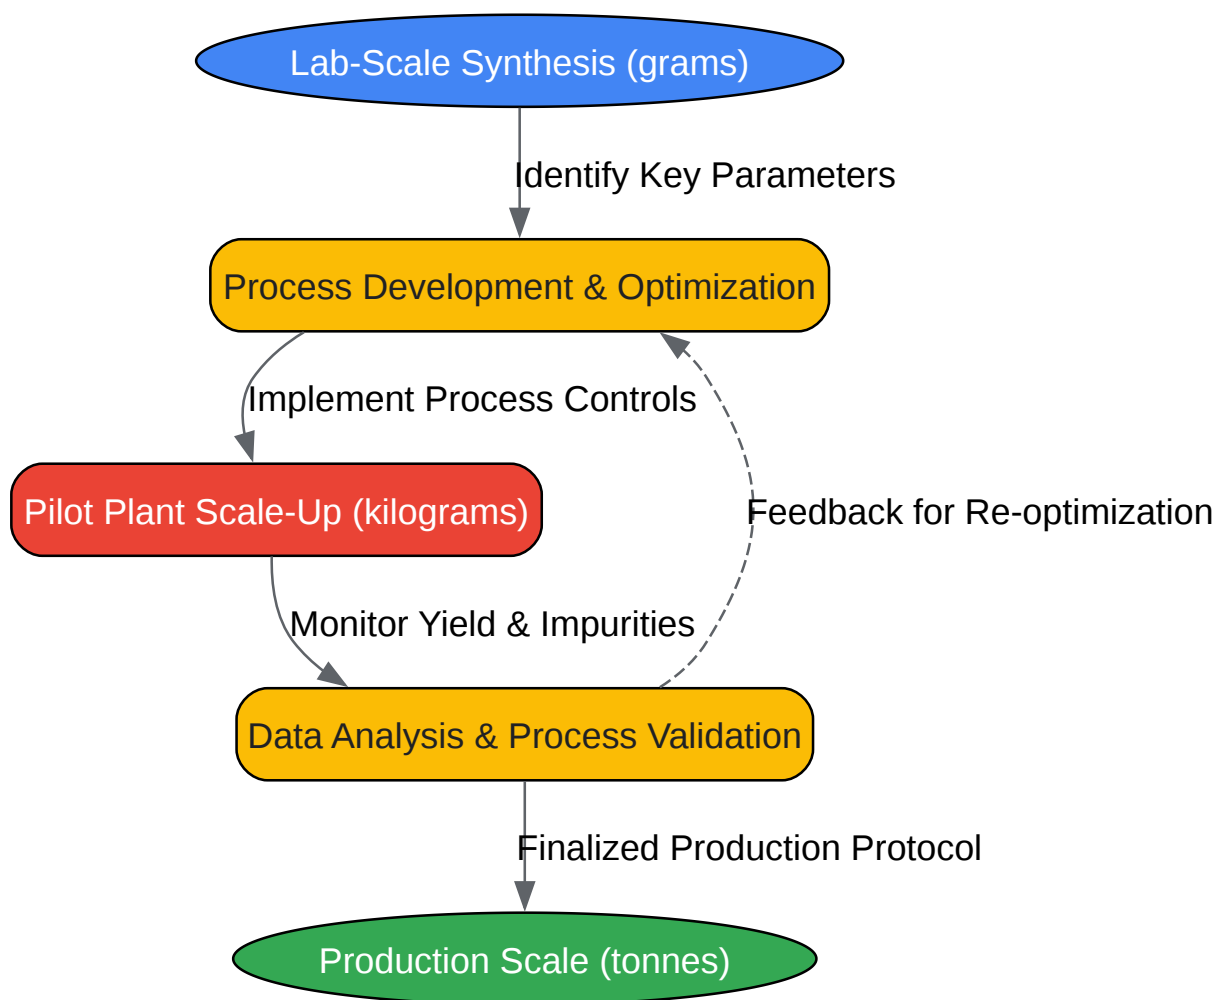 Lab-Scale Synthesis (grams)
Identify Key Parameters
Process Development & Optimization
Implement Process Controls
Pilot Plant Scale-Up (kilograms)
Feedback for Re-optimization
Monitor Yield & Impurities
Data Analysis & Process Validation
Finalized Production Protocol
Production Scale (tonnes)